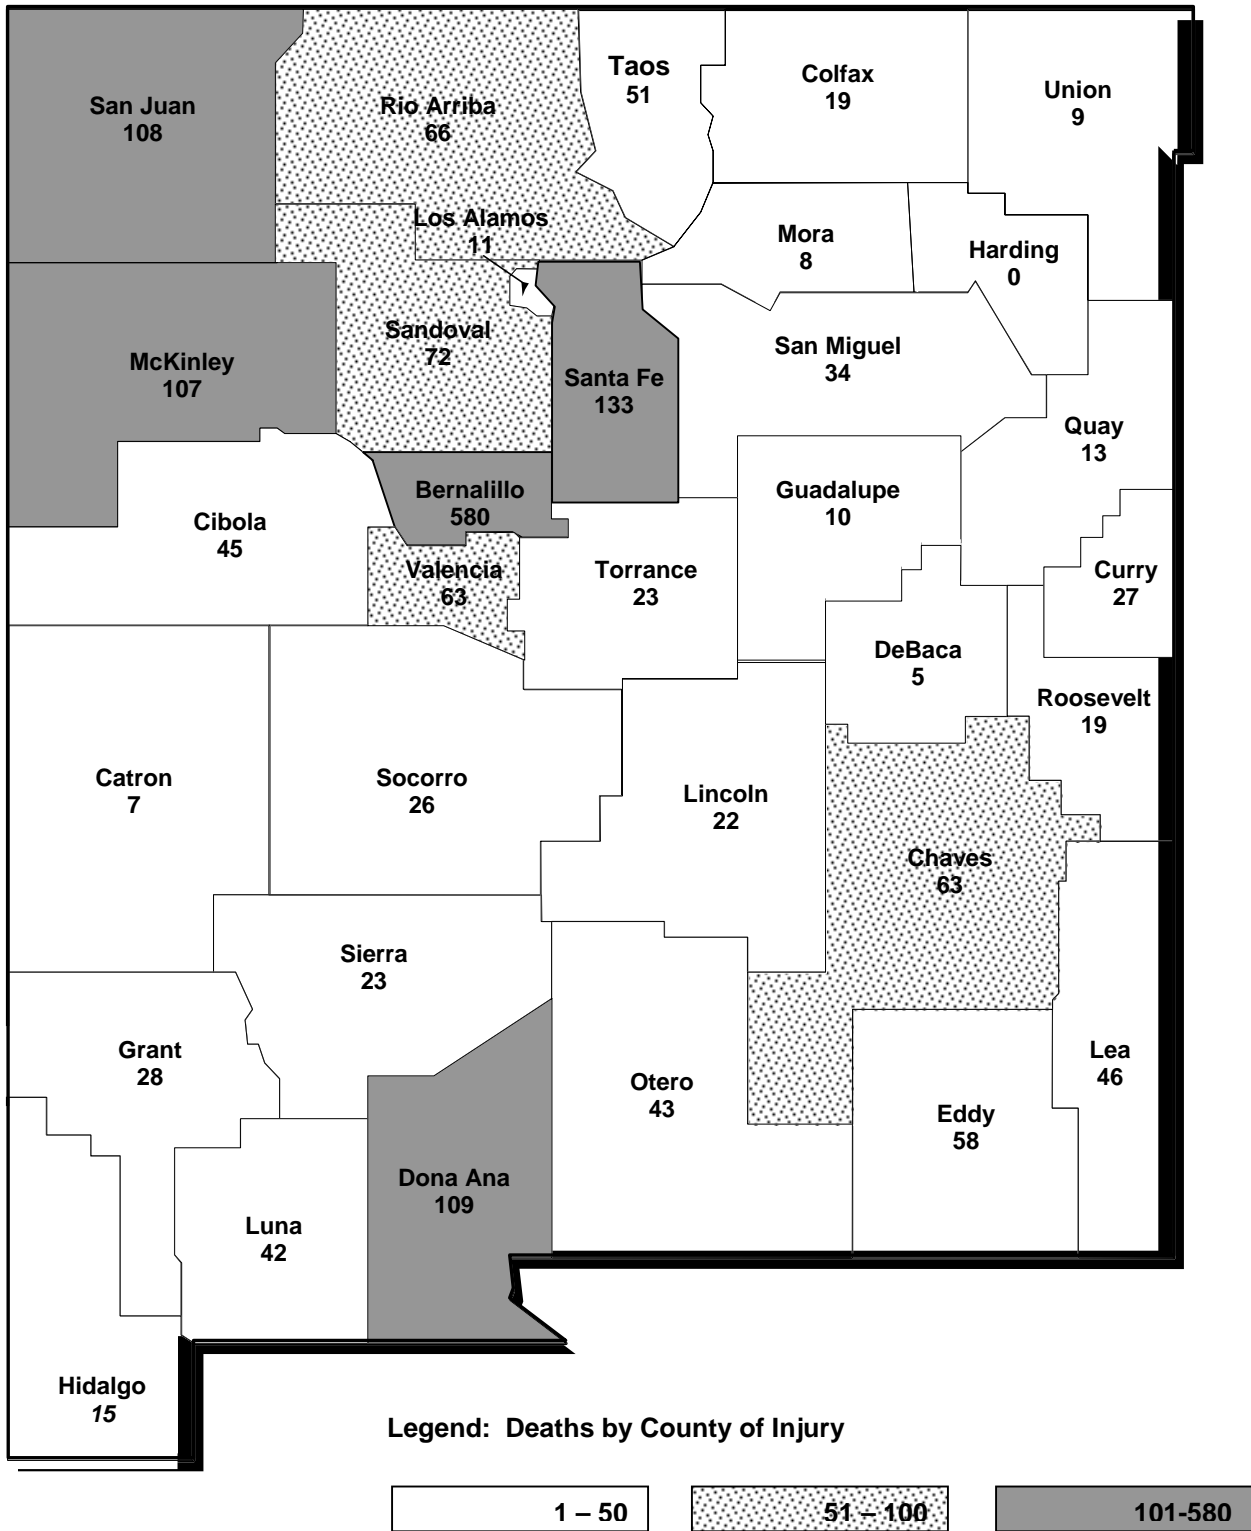 San Juan
108
Rio Arriba
66
Taos
51
Colfax
19
Union
9
Los Alamos
11
Mora
8
Harding
0
McKinley
107
Sandoval
72
Santa Fe
133
San Miguel
34
Quay
13
Cibola
45
Bernalillo
580
Guadalupe
10
Valencia
63
Torrance
23
Curry
27
DeBaca
5
Roosevelt
19
Catron
7
Socorro
26
Lincoln
22
Chaves
63
Sierra
23
Grant
28
Otero
43
Lea
46
Eddy
58
Dona Ana
109
Luna
42
Hidalgo
15
Legend: Deaths by County of Injury
1 – 50
51 – 100
101-580